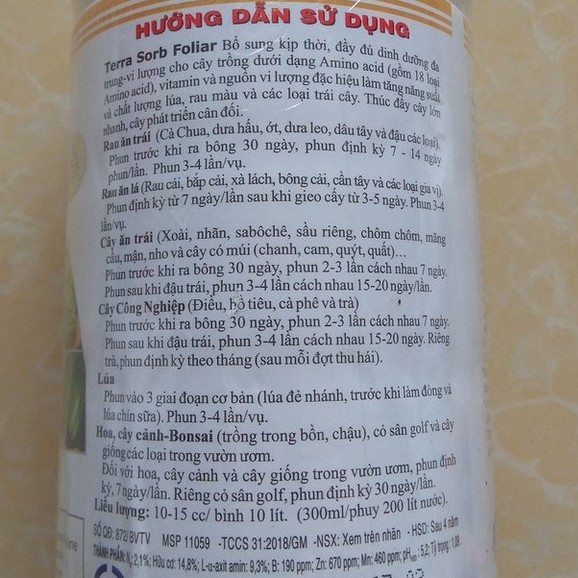 HƯỚNG DẪN SỬ DỤNG
Terra Sorb Foliar Bổ sung kịp thời, đầy đủ dinh dưỡng đa
trung-vi lượng cho cây trồng dưới dạng Amino acid (gồm 18 loại
Amino acid), vitamin và nguồn vi lượng đặc hiệu làm tăng năng suất
và chất lượng lúa, rau màu và các loại trái cây. Thúc đẩy cây lớn
nhanh, cây phát triển cân đối.
Rau ăn trái (Cà Chua, dưa hấu, ớt, dưa leo, dâu tây và đậu các loại).
Phun trước khi ra bông 30 ngày, phun định kỳ 7 - 14 ngày
phun/lần. Phun 3-4 lần/vụ.
Rau ăn lá (Rau cải, bắp cải, xà lách, bông cải, cần tây và các loại gia vị).
Phun định kỳ từ 7 ngày/lần sau khi gieo cấy từ 3-5 ngày. Phun 3-4
lần/vụ.
Cây ăn trái (Xoài, nhãn, sabôchê, sầu riêng, chôm chôm, mãng
cầu, mận, nho và cây có múi (chanh, cam, quýt, quất)...
Phun trước khi ra bông 30 ngày, phun 2-3 lần cách nhau 7 ngày.
Phun sau khi đậu trái, phun 3-4 lần cách nhau 15-20 ngày/lần.
Cây Công Nghiệp (Điều, hồ tiêu, cà phê và trà)
Phun trước khi ra bông 30 ngày, phun 2-3 lần cách nhau 7 ngày.
Phun sau khi đậu trái, phun 3-4 lần cách nhau 15-20 ngày. Riêng
trà, phun định kỳ theo tháng (sau mỗi đợt thu hái).
Lúa
Phun vào 3 giai đoạn cơ bản (lúa đẻ nhánh, trước khi làm đòng và
lúa chín sữa). Phun 3-4 lần/vụ.
Hoa, cây cảnh-Bonsai (trồng trong bồn, chậu), cỏ sân golf và cây
giống các loại trong vườn ươm.
Đối với hoa, cây cảnh và cây giống trong vườn ươm, phun định
kỳ, 7 ngày/lần. Riêng cỏ sân golf, phun định kỳ 30 ngày/lần.
Liều lượng: 10-15 cc/ bình 10 lít. (300ml/phuy 200 lít nước).
SỐ QĐ: 872/BVTV MSP 11059 -TCCS 31:2018/GM -NSX: Xem trên nhãn - HSD: Sau 4 năm
THÀNH PHẦN: N: 2,1%; Hữu cơ: 14,8%; L-α-axit amin: 9,3%; B: 190 ppm; Zn: 670 ppm; Mn: 460 ppm; pH : 5,2; Tỷ trọng : 1,08